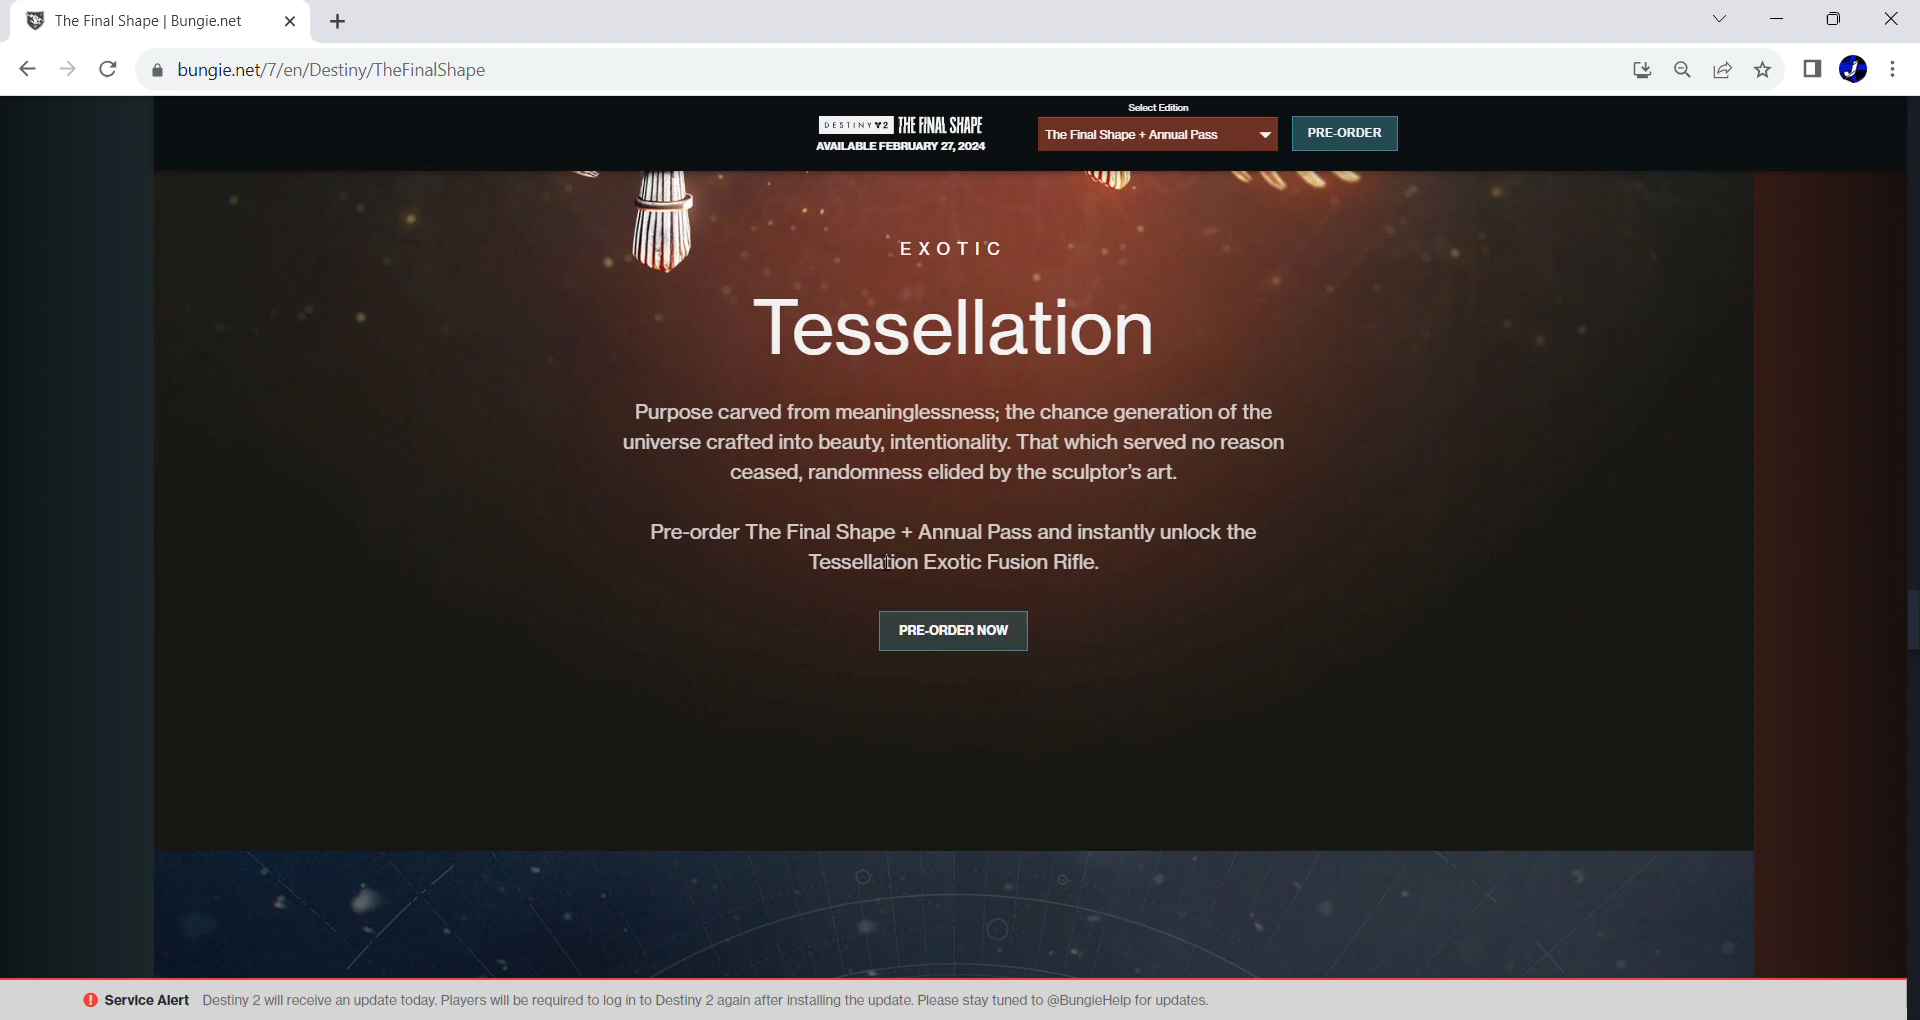 The Final Shape | Bungie.net
bungie.net/7/en/Destiny/TheFinalShape
Select Edition
DESTINY 2 THE FINAL SHAPE
AVAILABLE FEBRUARY 27, 2024
The Final Shape + Annual Pass
PRE-ORDER
EXOTIC
Tessellation
Purpose carved from meaninglessness; the chance generation of the
universe crafted into beauty, intentionality. That which served no reason
ceased, randomness elided by the sculptor's art.
Pre-order The Final Shape + Annual Pass and instantly unlock the
Tessellation Exotic Fusion Rifle.
PRE-ORDER NOW
Service Alert Destiny 2 will receive an update today. Players will be required to log in to Destiny 2 again after installing the update. Please stay tuned to @BungieHelp for updates.